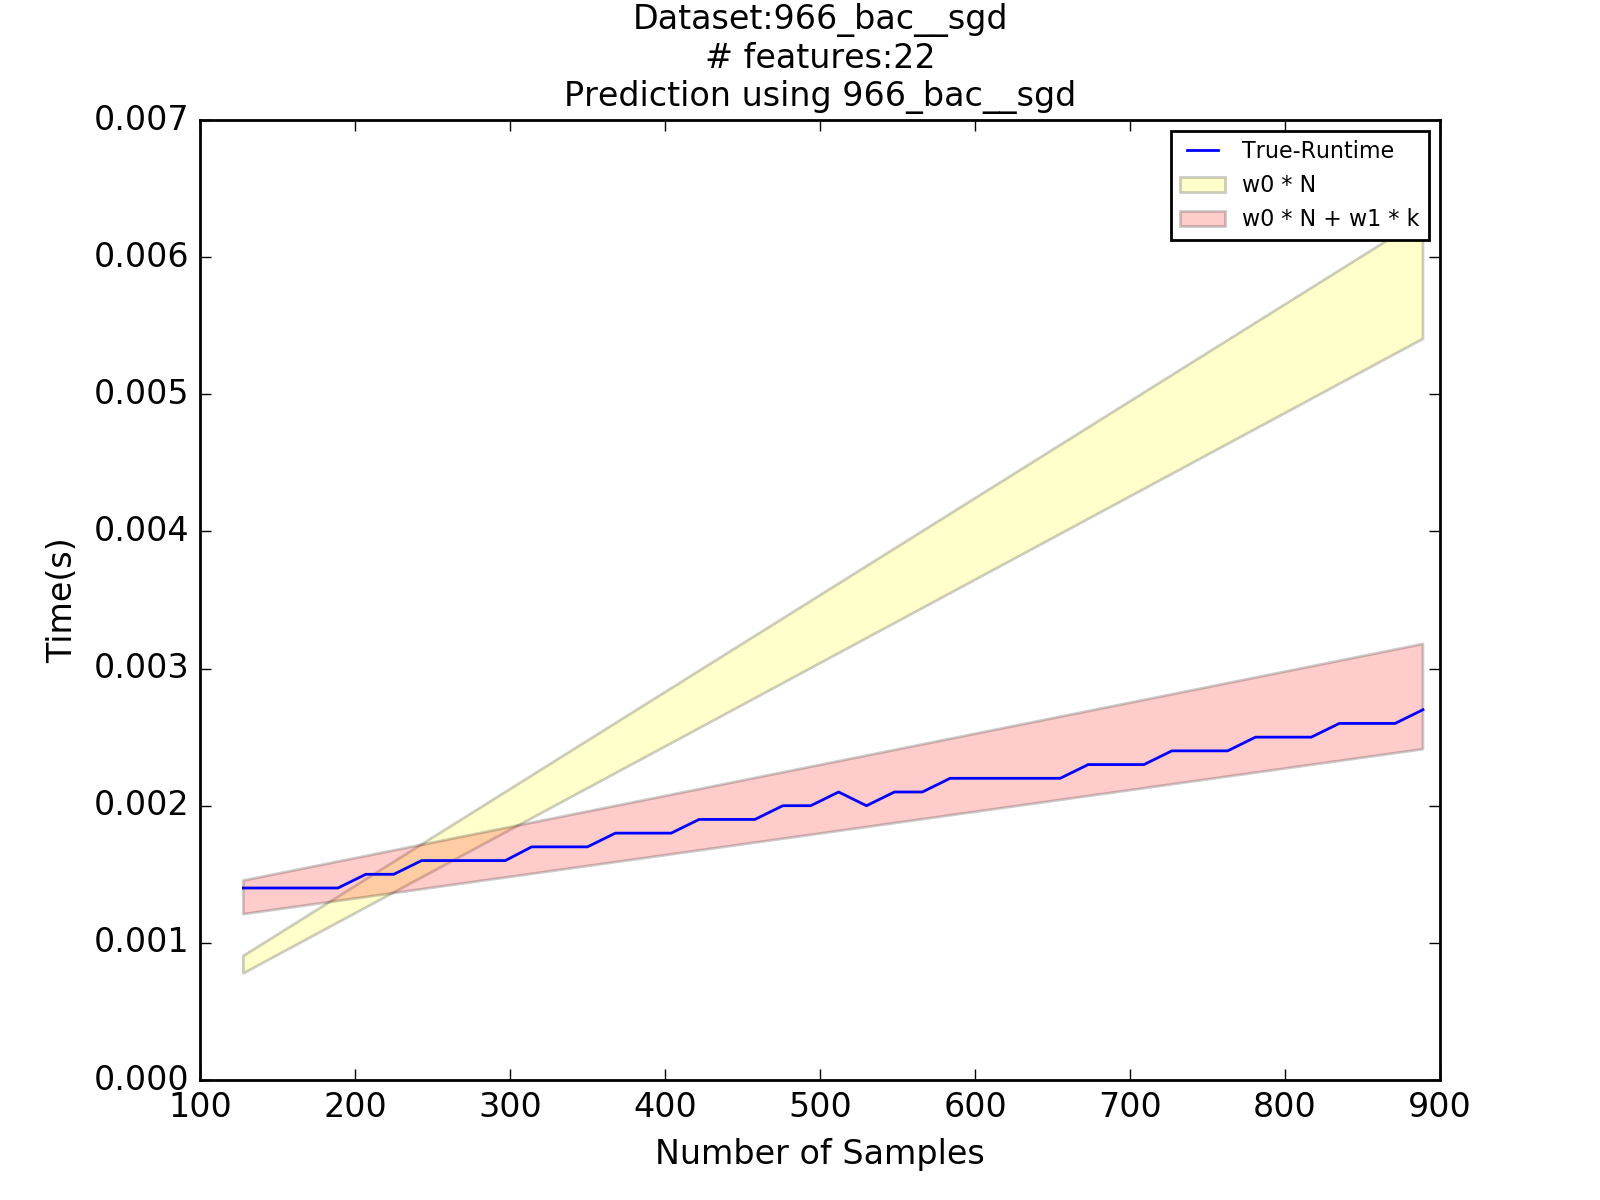 Dataset:966_bac__sgd
# features:22
Prediction using 966_bac__sgd
0.007
0.006
0.005
0.004
0.003
0.002
0.001
0.000
Time(s)
True-Runtime
w0 * N
w0 * N + w1 * k
100 200 300 400 500 600 700 800 900
Number of Samples